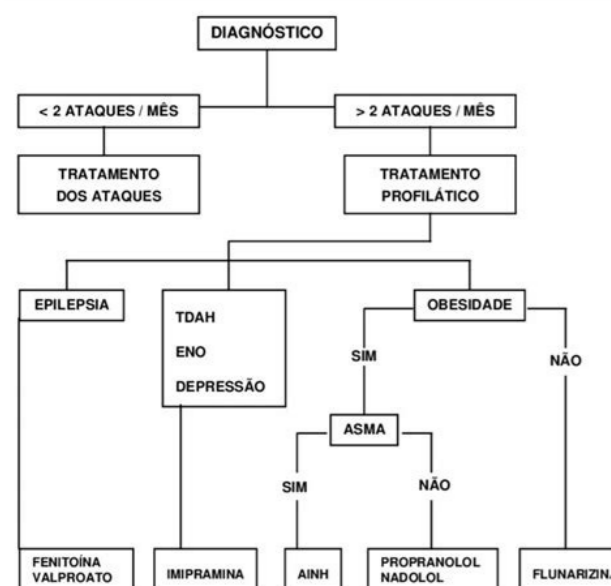 DIAGNÓSTICO
< 2 ATAQUES / MÊS
> 2 ATAQUES / MÊS
TRATAMENTO
DOS ATAQUES
TRATAMENTO
PROFILÁTICO
EPILEPSIA
TDAH
ENO
DEPRESSÃO
OBESIDADE
SIM
NÃO
ASMA
SIM
NÃO
FENITOÍNA
VALPROATO
IMIPRAMINA
AINH
PROPRANOLOL
NADOLOL
FLUNARIZIN